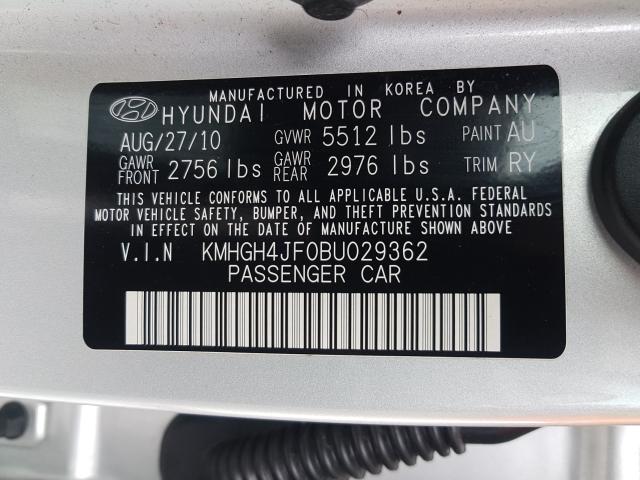 MANUFACTURED IN KOREA BY
HYUNDAI MOTOR COMPANY
AUG/27/10 GVWR 5512 lbs PAINT AU
GAWR FRONT 2756 lbs GAWR REAR 2976 lbs TRIM RY
THIS VEHICLE CONFORMS TO ALL APPLICABLE U.S.A. FEDERAL
MOTOR VEHICLE SAFETY, BUMPER, AND THEFT PREVENTION
STANDARDS IN EFFECT ON THE DATE OF MANUFACTURE SHOWN ABOVE
V.I.N KMHGH4JF0BU029362
PASSENGER CAR